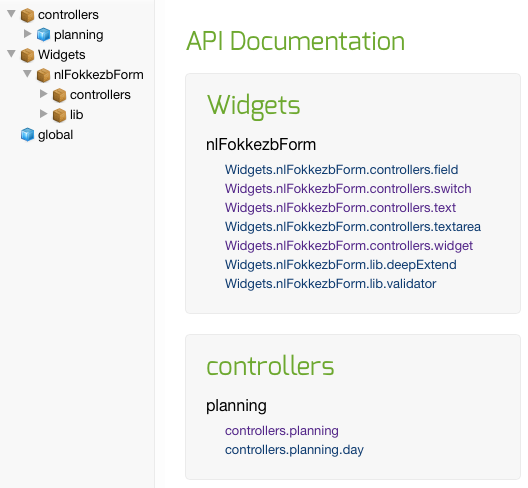 controllers
planning
Widgets
nlFokkezbForm
controllers
lib
global
API Documentation
Widgets
nlFokkezbForm
Widgets.nlFokkezbForm.controllers.field
Widgets.nlFokkezbForm.controllers.switch
Widgets.nlFokkezbForm.controllers.text
Widgets.nlFokkezbForm.controllers.textarea
Widgets.nlFokkezbForm.controllers.widget
Widgets.nlFokkezbForm.lib.deepExtend
Widgets.nlFokkezbForm.lib.validator
controllers
planning
controllers.planning
controllers.planning.day